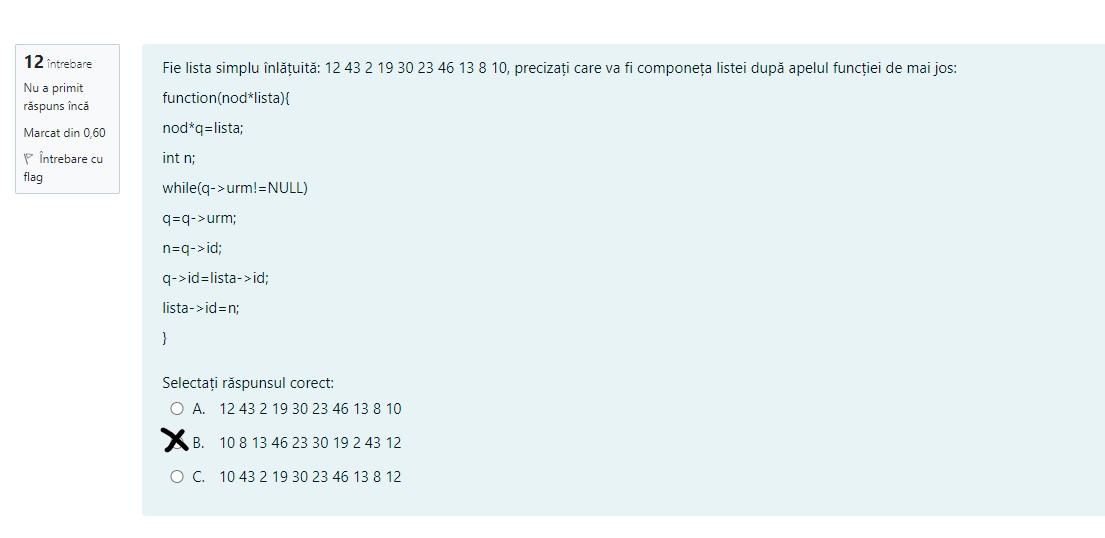 12 întrebare
Nu a primit
răspuns încă
Marcat din 0,60
Întrebare cu
flag
Fie lista simplu înlățuită: 12 43 2 19 30 23 46 13 8 10, precizați care va fi componeța listei după apelul funcției de mai jos:
function(nod*lista){
nod*q=lista;
int n;
while(q->urm!=NULL)
q=q->urm;
n=q->id;
q->id=lista->id;
lista->id=n;
}
Selectați răspunsul corect:
A. 12 43 2 19 30 23 46 13 8 10
B. 10 8 13 46 23 30 19 2 43 12
C. 10 43 2 19 30 23 46 13 8 12